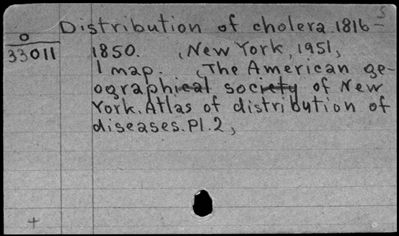 Distribution of cholera 1816-
1850. New York, 1951,
1 map. The American ge-
ographical society of New
York. Atlas of distribution of
diseases. Pl. 2,
0
33011